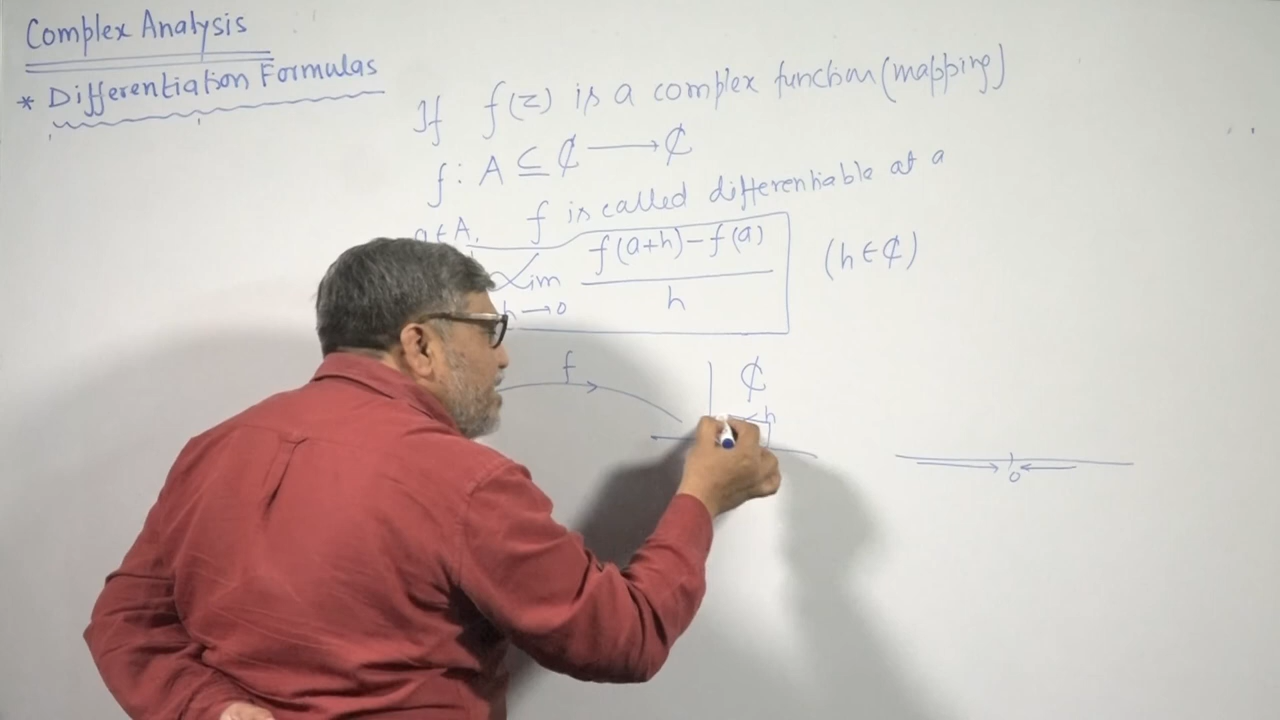 Complex Analysis
* Differentiation Formulas
If f(z) is a complex function (mapping)
f : A ⊆ ₵ ⟶ ₵
a ∈ A, f is called differentiable at a
Lim h→0 f(a+h) − f(a) / h (h ∈ ₵)
f
₵
h
0